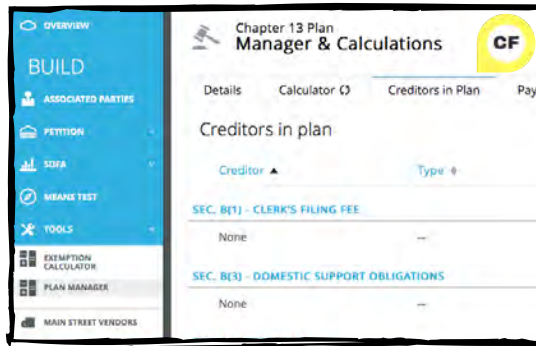 OVERVIEW
BUILD
ASSOCIATED PARTIES
PETITION
SOFA
MEANS TEST
TOOLS
EXEMPTION
CALCULATOR
PLAN MANAGER
MAIN STREET VENDORS
Chapter 13 Plan
Manager & Calculations
CF
Details Calculator Creditors in Plan Pay
Creditors in plan
Creditor Type
SEC. B(1) - CLERK'S FILING FEE
None --
SEC. B(3) - DOMESTIC SUPPORT OBLIGATIONS
None --